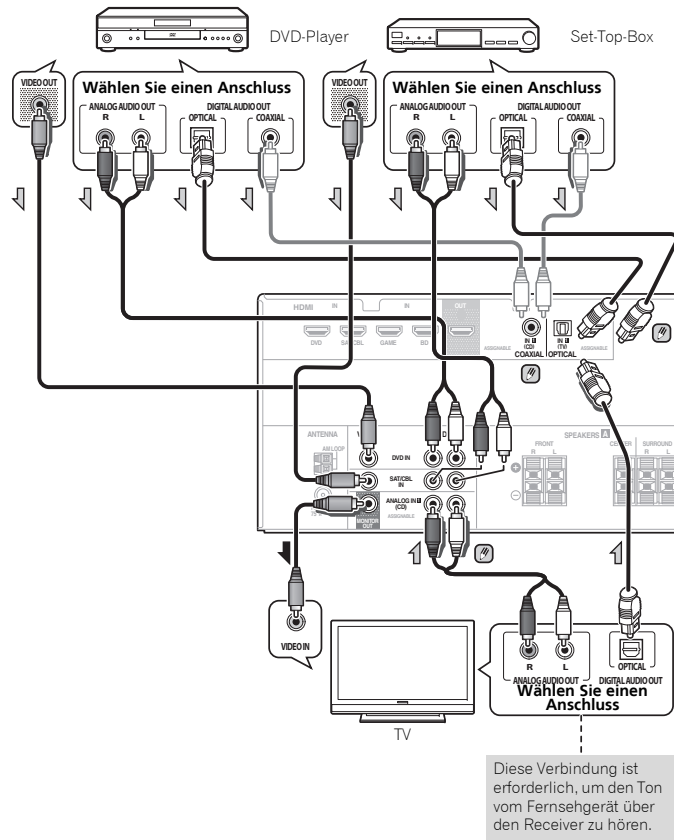 DVD-Player
Set-Top-Box
VIDEO OUT
Wählen Sie einen Anschluss
ANALOG AUDIO OUT
R L
DIGITAL AUDIO OUT
OPTICAL
COAXIAL
VIDEO OUT
Wählen Sie einen Anschluss
ANALOG AUDIO OUT
R L
DIGITAL AUDIO OUT
OPTICAL
COAXIAL
HDMI
IN
IN
OUT
DVD
SAT/CBL
GAME
BD
ASSIGNABLE
IN 1
(CD)
COAXIAL
IN 1
(TV)
OPTICAL
ASSIGNABLE
ANTENNA
AM LOOP
DVD IN
SAT/CBL
IN
ANALOG IN 1
(CD)
ASSIGNABLE
MONITOR
OUT
SPEAKERS A
FRONT
R L
CENTER
SURROUND
R L
VIDEO IN
TV
R L
ANALOG AUDIO OUT
OPTICAL
DIGITAL AUDIO OUT
Wählen Sie einen
Anschluss
Diese Verbindung ist
erforderlich, um den Ton
vom Fernsehgerät über
den Receiver zu hören.